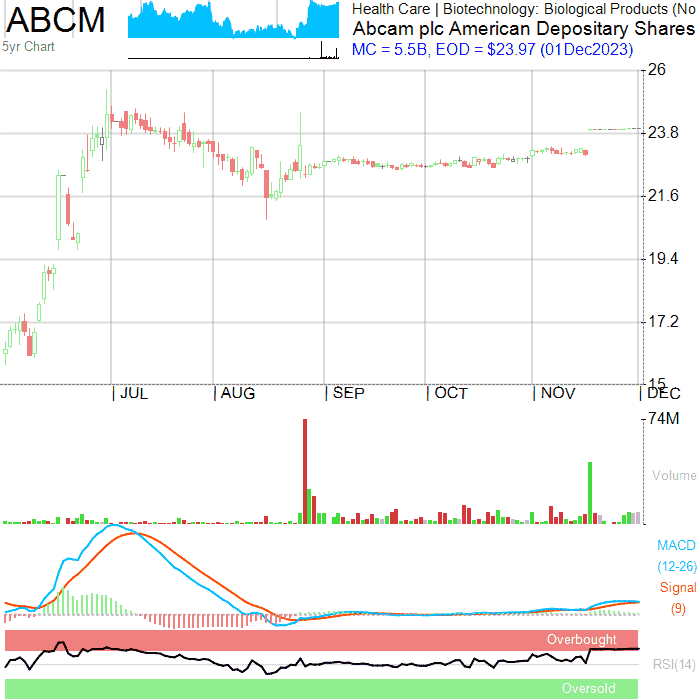 ABCM
5yr Chart
Health Care | Biotechnology: Biological Products (No
Abcam plc American Depositary Shares
MC = 5.5B, EOD = $23.97 (01Dec2023)
26
23.8
21.6
19.4
17.2
15
| JUL | AUG | SEP | OCT | NOV | DEC
74M
Volume
MACD
(12-26)
Signal
(9)
Overbought
RSI(14)
Oversold